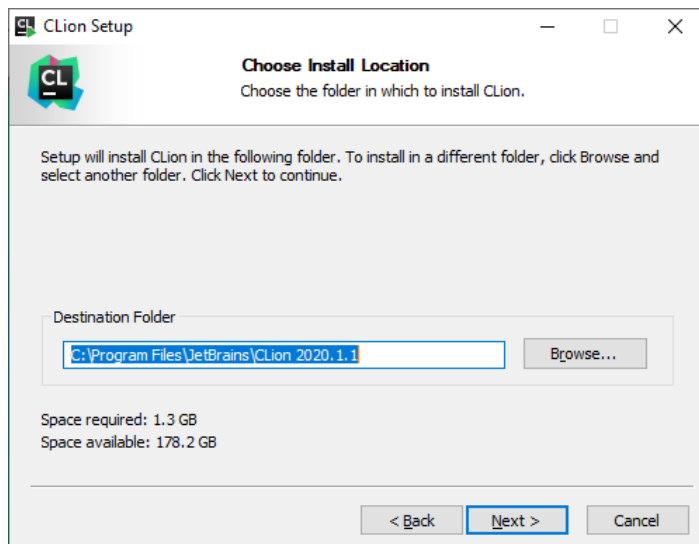 CLion Setup
CL
Choose Install Location
Choose the folder in which to install CLion.
Setup will install CLion in the following folder. To install in a different folder, click Browse and
select another folder. Click Next to continue.
Destination Folder
C:\Program Files\JetBrains\CLion 2020.1.1
Browse...
Space required: 1.3 GB
Space available: 178.2 GB
< Back
Next >
Cancel